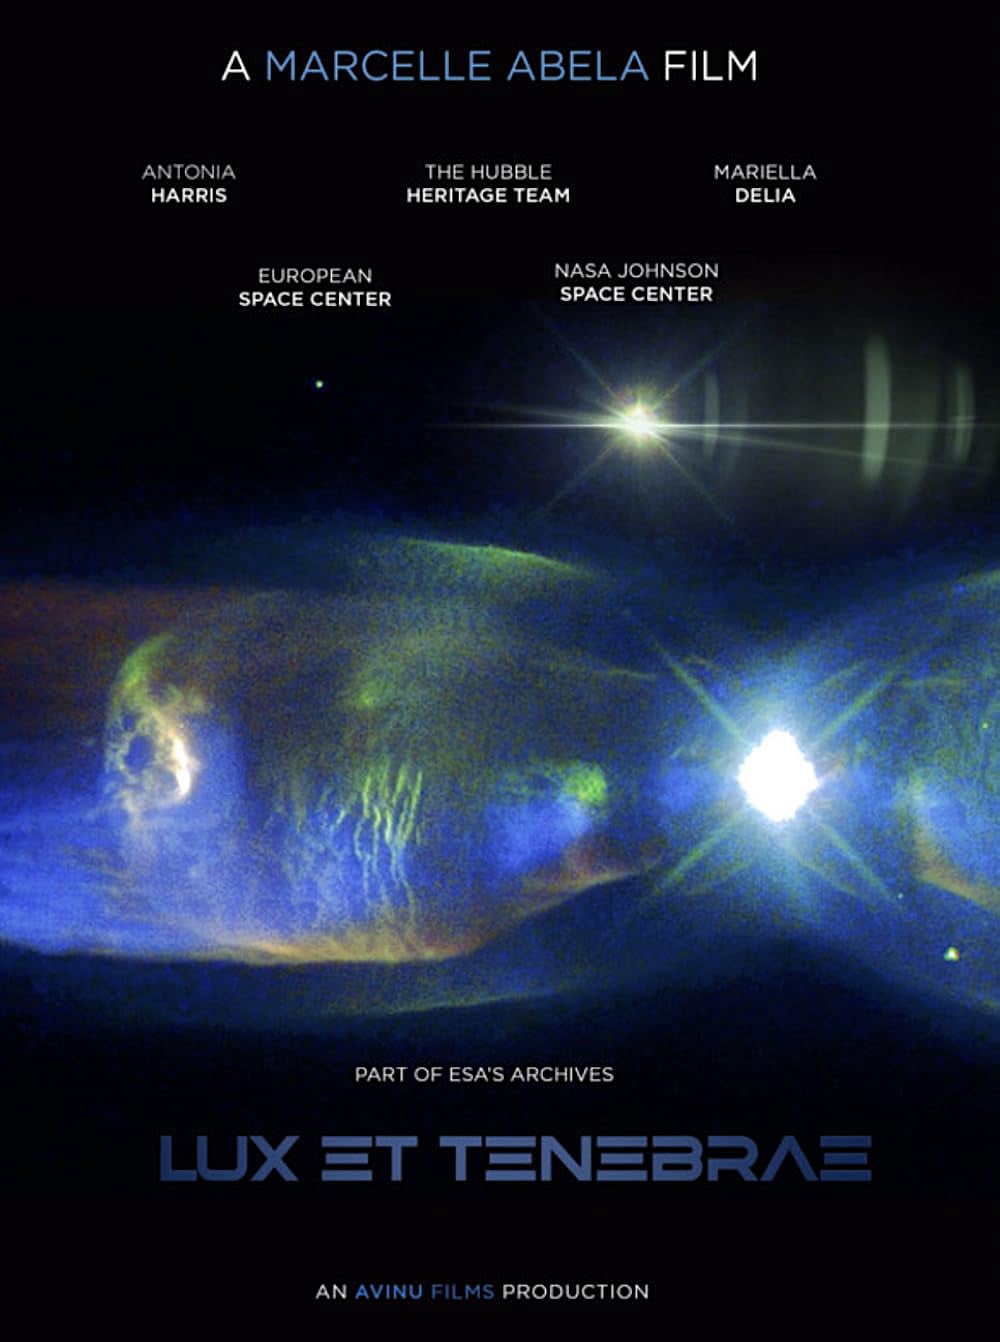 A MARCELLE ABELA FILM
ANTONIA
HARRIS
THE HUBBLE
HERITAGE TEAM
MARIELLA
DELIA
EUROPEAN
SPACE CENTER
NASA JOHNSON
SPACE CENTER
PART OF ESA'S ARCHIVES
LUX ET TENEBRAE
AN AVINU FILMS PRODUCTION